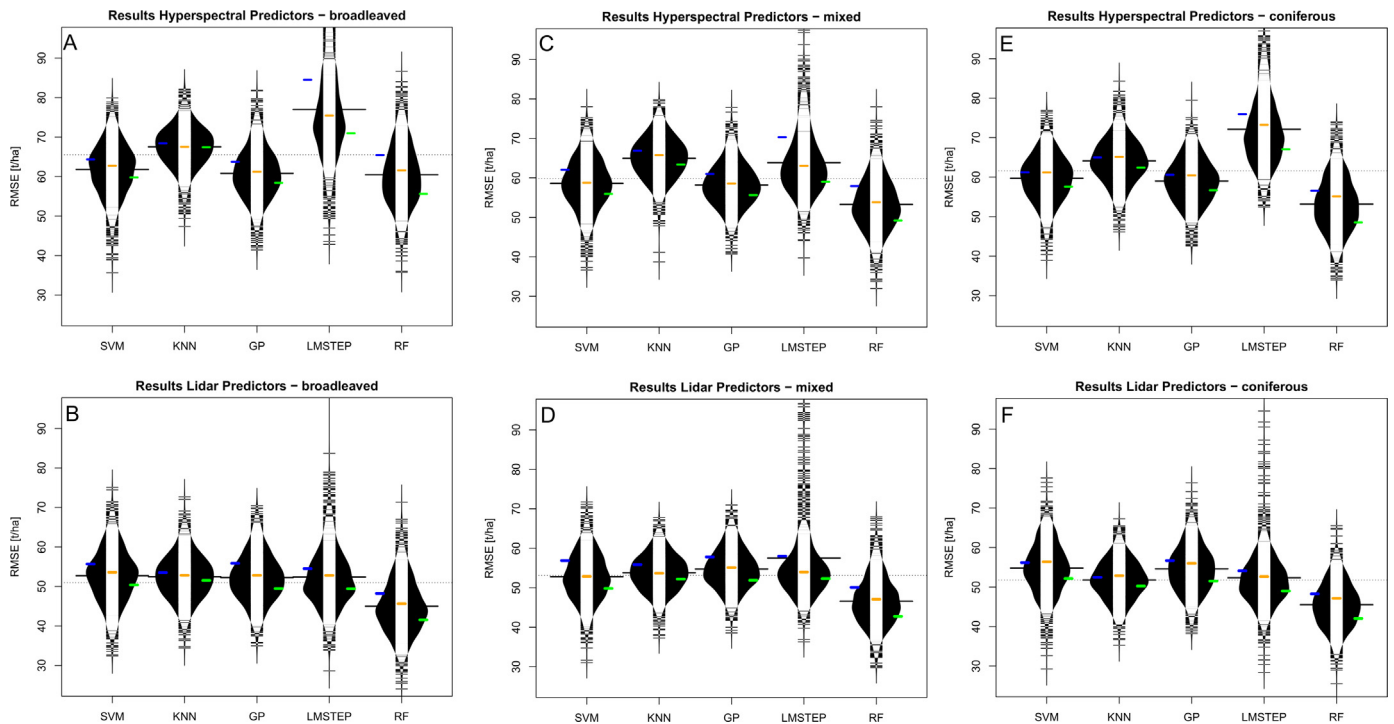 Results Hyperspectral Predictors − broadleaved
A
RMSE [t/ha]
90
80
70
60
50
40
30
SVM KNN GP LMSTEP RF
Results Hyperspectral Predictors − mixed
C
RMSE [t/ha]
90
80
70
60
50
40
30
SVM KNN GP LMSTEP RF
Results Hyperspectral Predictors − coniferous
E
RMSE [t/ha]
90
80
70
60
50
40
30
SVM KNN GP LMSTEP RF
Results Lidar Predictors − broadleaved
B
RMSE [t/ha]
90
80
70
60
50
40
30
SVM KNN GP LMSTEP RF
Results Lidar Predictors − mixed
D
RMSE [t/ha]
90
80
70
60
50
40
30
SVM KNN GP LMSTEP RF
Results Lidar Predictors − coniferous
F
RMSE [t/ha]
90
80
70
60
50
40
30
SVM KNN GP LMSTEP RF